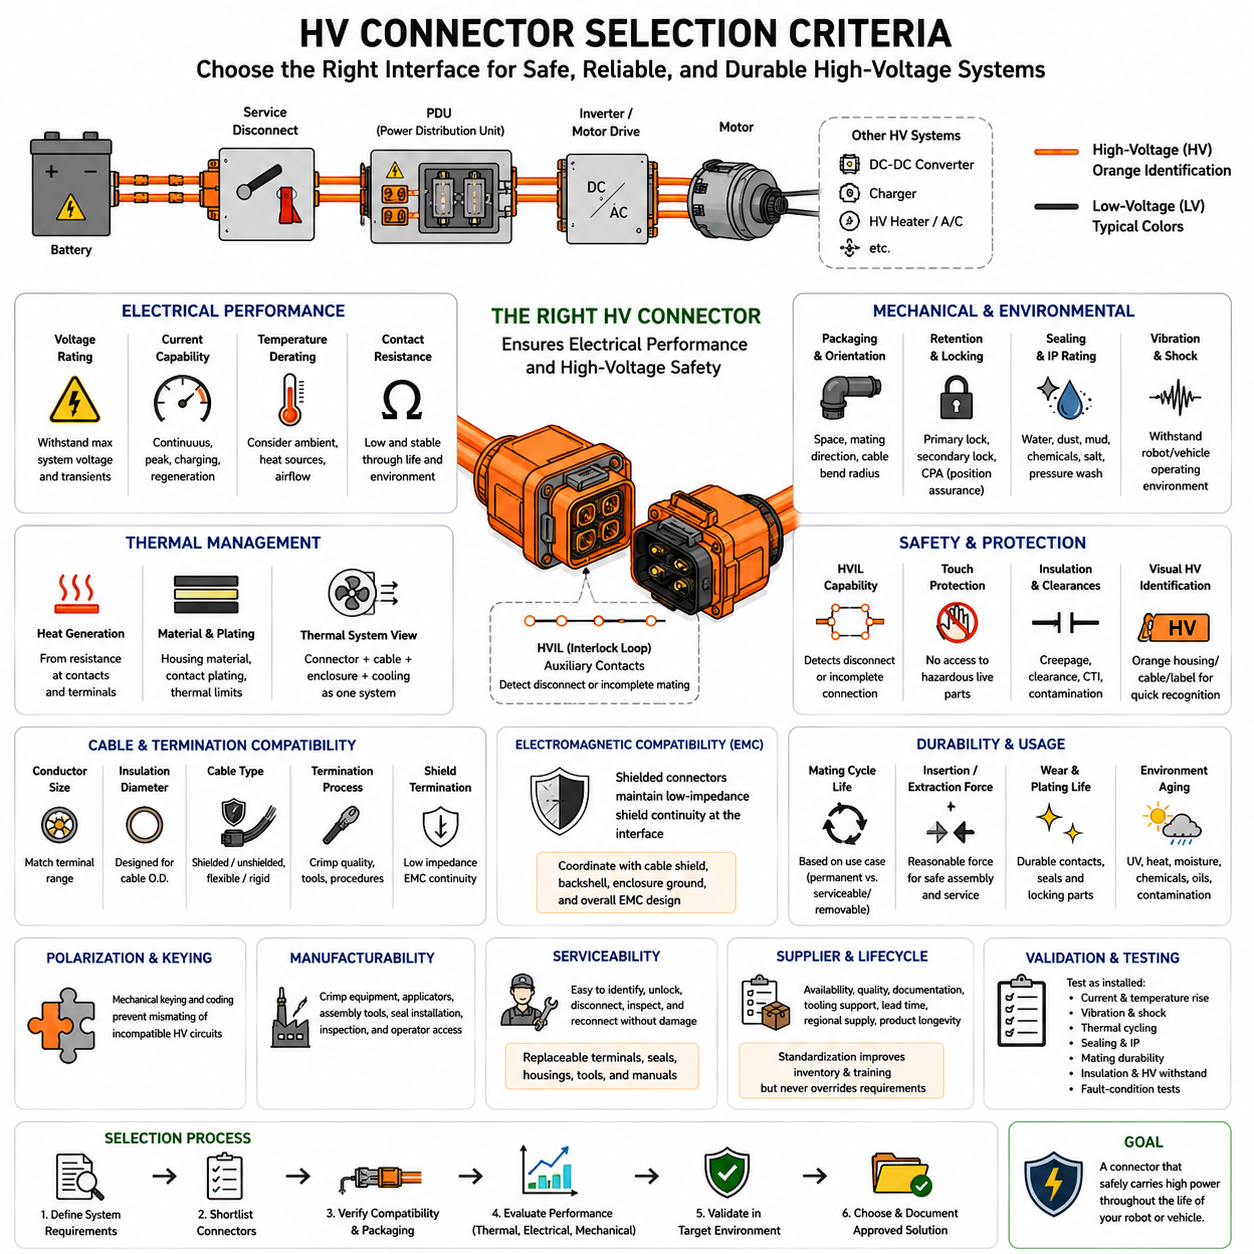 HV CONNECTOR SELECTION CRITERIA
Choose the Right Interface for Safe, Reliable, and Durable High-Voltage Systems
Battery
Service
Disconnect
PDU
(Power Distribution Unit)
Inverter /
Motor Drive
DC
AC
Motor
Other HV Systems
DC-DC Converter
Charger
HV Heater / A/C
etc.
High-Voltage (HV)
Orange Identification
Low-Voltage (LV)
Typical Colors
ELECTRICAL PERFORMANCE
Voltage
Rating
Withstand max
system voltage
and transients
Current
Capability
Continuous,
peak, charging,
regeneration
Temperature
Derating
Consider ambient,
heat sources,
airflow
Contact
Resistance
Ω
Low and stable
through life and
environment
THE RIGHT HV CONNECTOR
Ensures Electrical Performance
and High-Voltage Safety
HVIL (Interlock Loop)
Auxiliary Contacts
Detect disconnect or incomplete mating
MECHANICAL & ENVIRONMENTAL
Packaging
& Orientation
Space, mating
direction, cable
bend radius
Retention
& Locking
Primary lock,
secondary lock,
CPA (position
assurance)
Sealing
& IP Rating
Water, dust, mud,
chemicals, salt,
pressure wash
Vibration
& Shock
Withstand
robot/vehicle
operating
environment
THERMAL MANAGEMENT
Heat Generation
From resistance
at contacts
and terminals
Material & Plating
Housing material,
contact plating,
thermal limits
Thermal System View
Connector + cable +
enclosure + cooling
as one system
SAFETY & PROTECTION
HVIL
Capability
Detects disconnect
or incomplete
connection
Touch
Protection
No access to
hazardous live
parts
Insulation
& Clearances
Creepage,
clearance, CTI,
contamination
Visual HV
Identification
HV
Orange housing/
cable/label for
quick recognition
CABLE & TERMINATION COMPATIBILITY
Conductor
Size
Match terminal
range
Insulation
Diameter
Designed for
cable O.D.
Cable Type
Shielded / unshielded,
flexible / rigid
Termination
Process
Crimp quality,
tools, procedures
Shield
Termination
Low impedance
EMC continuity
ELECTROMAGNETIC COMPATIBILITY (EMC)
Shielded connectors
maintain low-impedance
shield continuity at the
interface
Coordinate with cable shield,
backshell, enclosure ground,
and overall EMC design
DURABILITY & USAGE
Mating Cycle
Life
Based on use case
(permanent vs.
serviceable/
removable)
Insertion /
Extraction Force
Reasonable force
for safe assembly
and service
Wear &
Plating Life
Durable contacts,
seals and
locking parts
Environment
Aging
UV, heat, moisture,
chemicals, oils,
contamination
POLARIZATION & KEYING
Mechanical keying and coding
prevent mismating of
incompatible HV circuits
MANUFACTURABILITY
Crimp equipment, applicators,
assembly tools, seal installation,
inspection, and operator access
SERVICEABILITY
Easy to identify, unlock,
disconnect, inspect, and
reconnect without damage
Replaceable terminals, seals,
housings, tools, and manuals
SUPPLIER & LIFECYCLE
Availability, quality, documentation,
tooling support, lead time,
regional supply, product longevity
Standardization improves
inventory & training
but never overrides requirements
VALIDATION & TESTING
Test as installed:
• Current & temperature rise
• Vibration & shock
• Thermal cycling
• Sealing & IP
• Mating durability
• Insulation & HV withstand
• Fault-condition tests
SELECTION PROCESS
1. Define System
Requirements
2. Shortlist
Connectors
3. Verify Compatibility
& Packaging
4. Evaluate Performance
(Thermal, Electrical, Mechanical)
5. Validate in
Target Environment
6. Choose & Document
Approved Solution
GOAL
A connector that
safely carries high power
throughout the life of
your robot or vehicle.